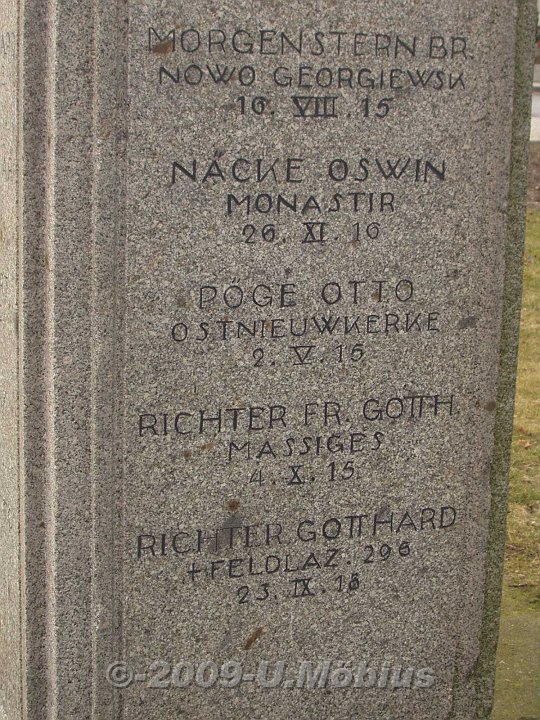 MORGENSTERN BR.
NOWO GEORGIEWSK
16. VIII. 15
NÄCKE OSWIN
MONASTIR
26. XI. 16
PÖGE OTTO
OSTNIEUWKERKE
2. V. 15
RICHTER FR. GOTTH.
MASSIGES
4. X. 15
RICHTER GOTTHARD
+FELDLAZ. 296
23. IX. 18
©-2009-U.Möbius